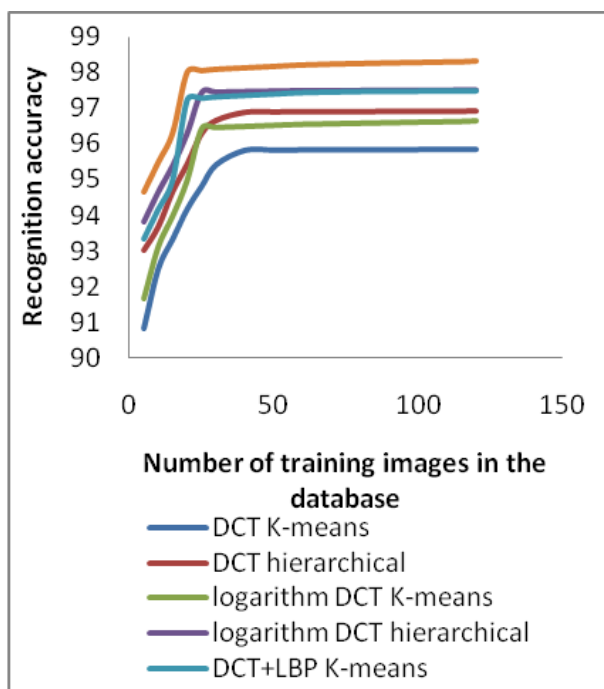 99
98
97
96
95
94
93
92
91
90
Recognition accuracy
0 50 100 150
Number of training images in the
database
DCT K-means
DCT hierarchical
logarithm DCT K-means
logarithm DCT hierarchical
DCT+LBP K-means